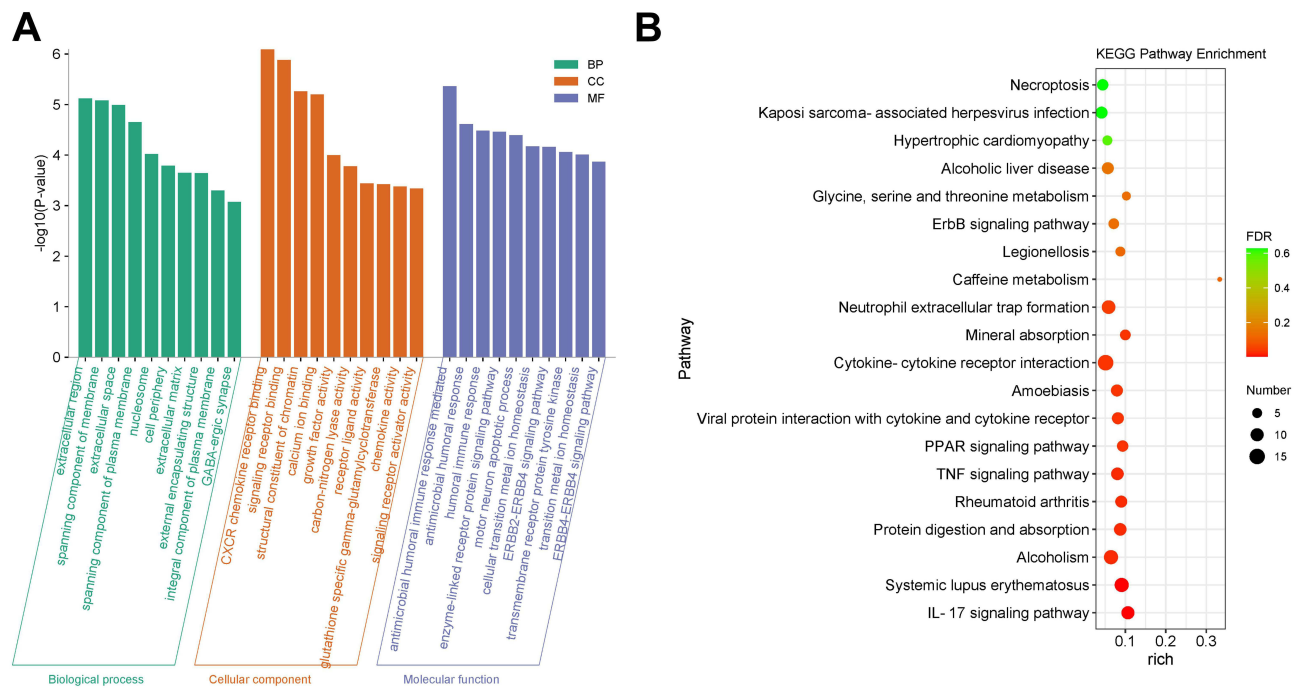 A
6
5
4
3
2
1
0
-log10(P-value)
BP
CC
MF
extracellular region
spanning component of membrane
extracellular space
spanning component of plasma membrane
nucleosome
cell periphery
extracellular matrix
external encapsulating structure
integral component of plasma membrane
GABA-ergic synapse
CXCR chemokine receptor binding
signaling receptor binding
structural constituent of chromatin
calcium ion binding
growth factor activity
carbon-nitrogen lyase activity
receptor ligand activity
glutathione specific gamma-glutamylcyclotransferase
chemokine activity
signaling receptor activator activity
antimicrobial humoral immune response mediated
antimicrobial humoral response
humoral immune response
enzyme-linked receptor protein signaling pathway
motor neuron apoptotic process
cellular transition metal ion homeostasis
ERBB2-ERBB4 signaling pathway
transmembrane receptor protein tyrosine kinase
transition metal ion homeostasis
ERBB4-ERBB4 signaling pathway
Biological process
Cellular component
Molecular function
B
KEGG Pathway Enrichment
Pathway
Necroptosis
Kaposi sarcoma- associated herpesvirus infection
Hypertrophic cardiomyopathy
Alcoholic liver disease
Glycine, serine and threonine metabolism
ErbB signaling pathway
Legionellosis
Caffeine metabolism
Neutrophil extracellular trap formation
Mineral absorption
Cytokine- cytokine receptor interaction
Amoebiasis
Viral protein interaction with cytokine and cytokine receptor
PPAR signaling pathway
TNF signaling pathway
Rheumatoid arthritis
Protein digestion and absorption
Alcoholism
Systemic lupus erythematosus
IL- 17 signaling pathway
0.1 0.2 0.3
rich
FDR
0.6
0.4
0.2
Number
5
10
15